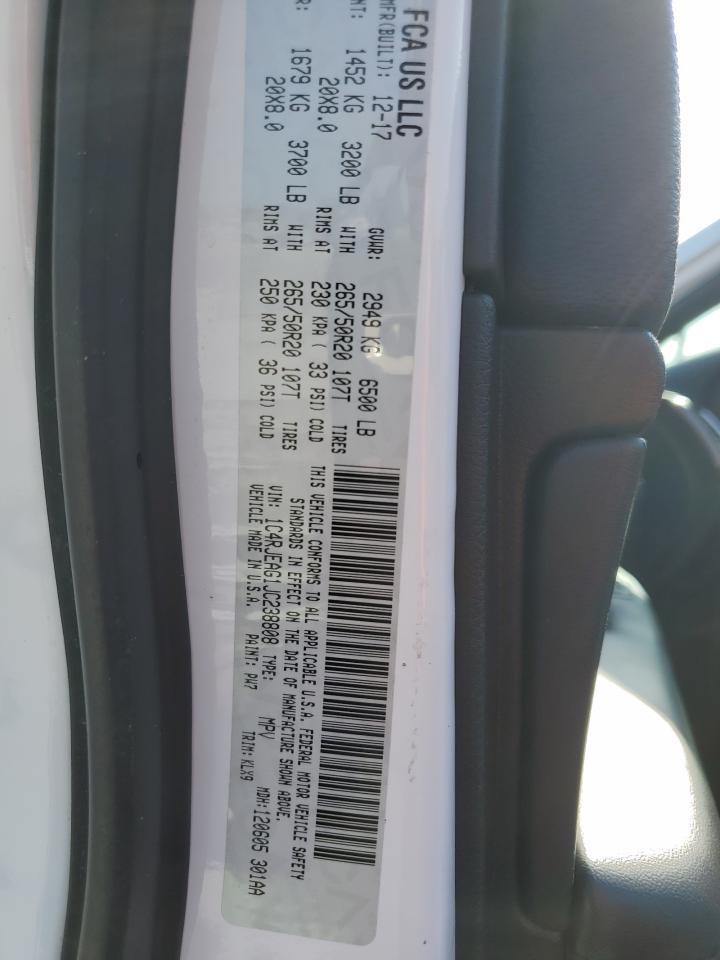 FCA US LLC
MFR(BUILT): 12-17 GVWR: 2949 KG 6500 LB
NT: 1452 KG 3200 LB WITH 265/50R20 107T TIRES
20X8.0 RIMS AT 230 KPA ( 33 PSI) COLD
R: 1679 KG 3700 LB WITH 265/50R20 107T TIRES
20X8.0 RIMS AT 250 KPA ( 36 PSI) COLD
THIS VEHICLE CONFORMS TO ALL APPLICABLE U.S.A. FEDERAL MOTOR VEHICLE SAFETY
STANDARDS IN EFFECT ON THE DATE OF MANUFACTURE SHOWN ABOVE.
VIN: 1C4RJEAG1JC238808 TYPE: MPV MDH:120605 301AA
VEHICLE MADE IN U.S.A. PAINT: PW7 TRIM: KLX9